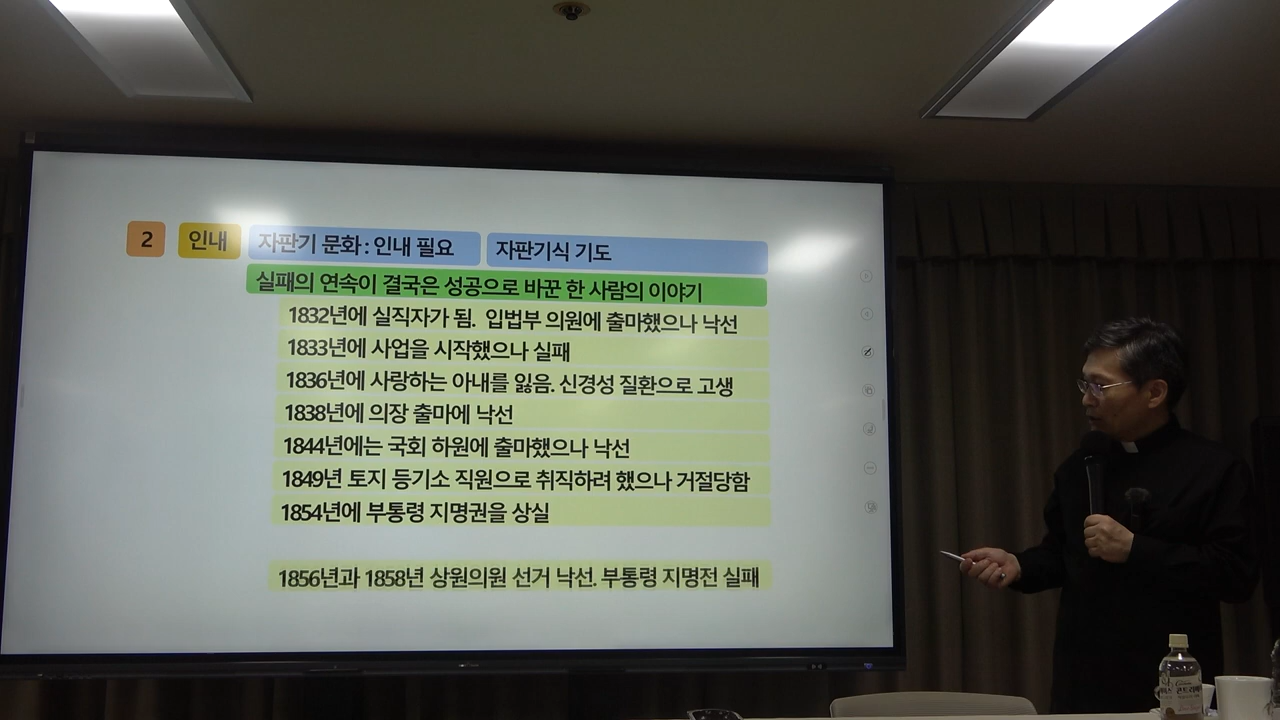 2 인내 자판기 문화 : 인내 필요 자판기식 기도
실패의 연속이 결국은 성공으로 바꾼 한 사람의 이야기
1832년에 실직자가 됨. 입법부 의원에 출마했으나 낙선
1833년에 사업을 시작했으나 실패
1836년에 사랑하는 아내를 잃음. 신경성 질환으로 고생
1838년에 의장 출마에 낙선
1844년에는 국회 하원에 출마했으나 낙선
1849년 토지 등기소 직원으로 취직하려 했으나 거절당함
1854년에 부통령 지명권을 상실
1856년과 1858년 상원의원 선거 낙선. 부통령 지명전 실패